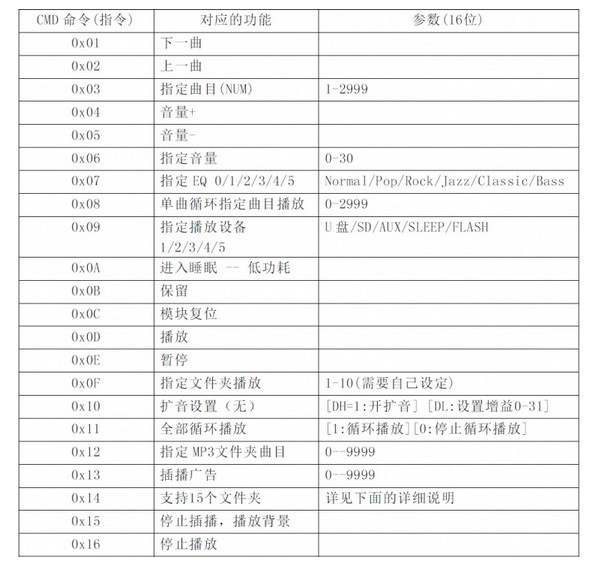 CMD 命令(指令) 对应的功能 参数(16位)
0x01 下一曲
0x02 上一曲
0x03 指定曲目(NUM) 1-2999
0x04 音量+
0x05 音量-
0x06 指定音量 0-30
0x07 指定 EQ 0/1/2/3/4/5 Normal/Pop/Rock/Jazz/Classic/Bass
0x08 单曲循环指定曲目播放 0-2999
0x09 指定播放设备 U 盘/SD/AUX/SLEEP/FLASH
1/2/3/4/5
0x0A 进入睡眠 -- 低功耗
0x0B 保留
0x0C 模块复位
0x0D 播放
0x0E 暂停
0x0F 指定文件夹播放 1-10(需要自己设定)
0x10 扩音设置（无） [DH=1:开扩音] [DL:设置增益0-31]
0x11 全部循环播放 [1:循环播放][0:停止循环播放]
0x12 指定 MP3文件夹曲目 0--9999
0x13 插播广告 0--9999
0x14 支持15个文件夹 详见下面的详细说明
0x15 停止插播，播放背景
0x16 停止播放